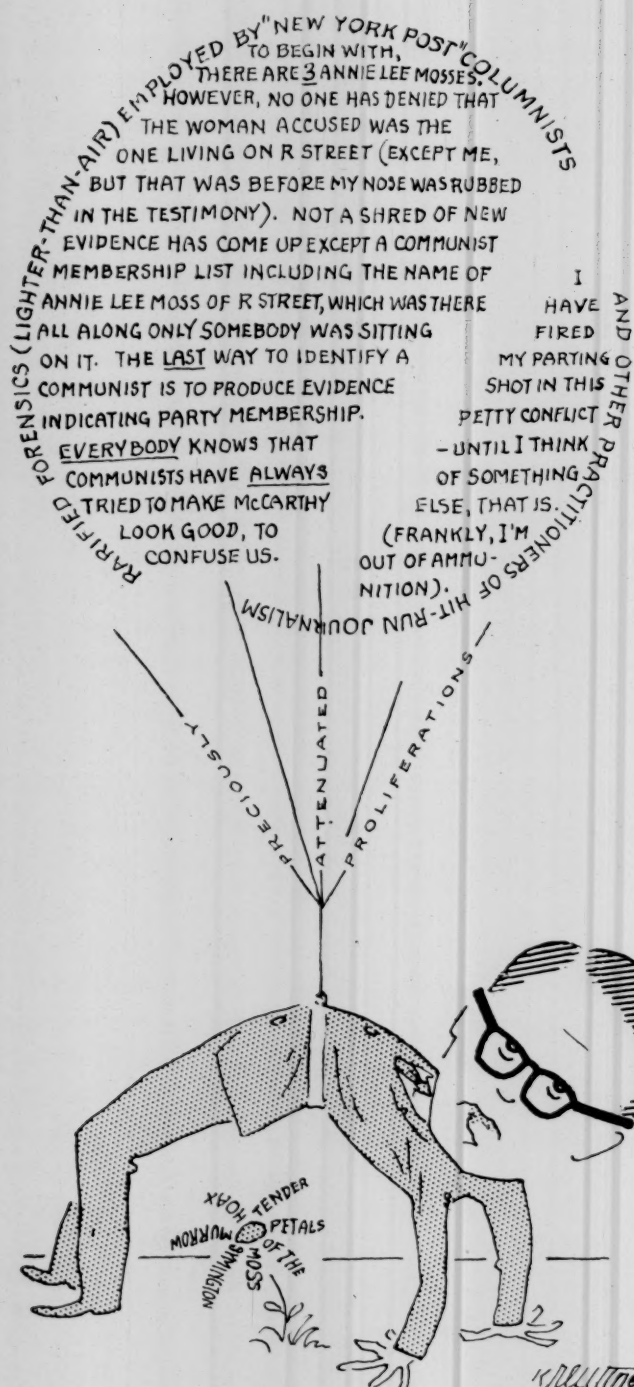 RARIFIED FORENSICS (LIGHTER-THAN-AIR) EMPLOYED BY "NEW YORK POST" COLUMNISTS
AND OTHER PRACTITIONERS OF HIT-RUN JOURNALISM
TO BEGIN WITH,
THERE ARE 3 ANNIE LEE MOSSES.
HOWEVER, NO ONE HAS DENIED THAT
THE WOMAN ACCUSED WAS THE
ONE LIVING ON R STREET (EXCEPT ME,
BUT THAT WAS BEFORE MY NOSE WAS RUBBED
IN THE TESTIMONY). NOT A SHRED OF NEW
EVIDENCE HAS COME UP EXCEPT A COMMUNIST
MEMBERSHIP LIST INCLUDING THE NAME OF
ANNIE LEE MOSS OF R STREET, WHICH WAS THERE
ALL ALONG ONLY SOMEBODY WAS SITTING
ON IT. THE LAST WAY TO IDENTIFY A
COMMUNIST IS TO PRODUCE EVIDENCE
INDICATING PARTY MEMBERSHIP.
EVERYBODY KNOWS THAT
COMMUNISTS HAVE ALWAYS
TRIED TO MAKE McCARTHY
LOOK GOOD, TO
CONFUSE US.
I
HAVE
FIRED
MY PARTING
SHOT IN THIS
PETTY CONFLICT
- UNTIL I THINK
OF SOMETHING
ELSE, THAT IS.
(FRANKLY, I'M
OUT OF AMMU-
NITION).
PRECIOUSLY
ATTENUATED
PROLIFERATIONS
TENDER
PETALS
OF THE
MOSS
SYMINGTON
MURROW
HOAX